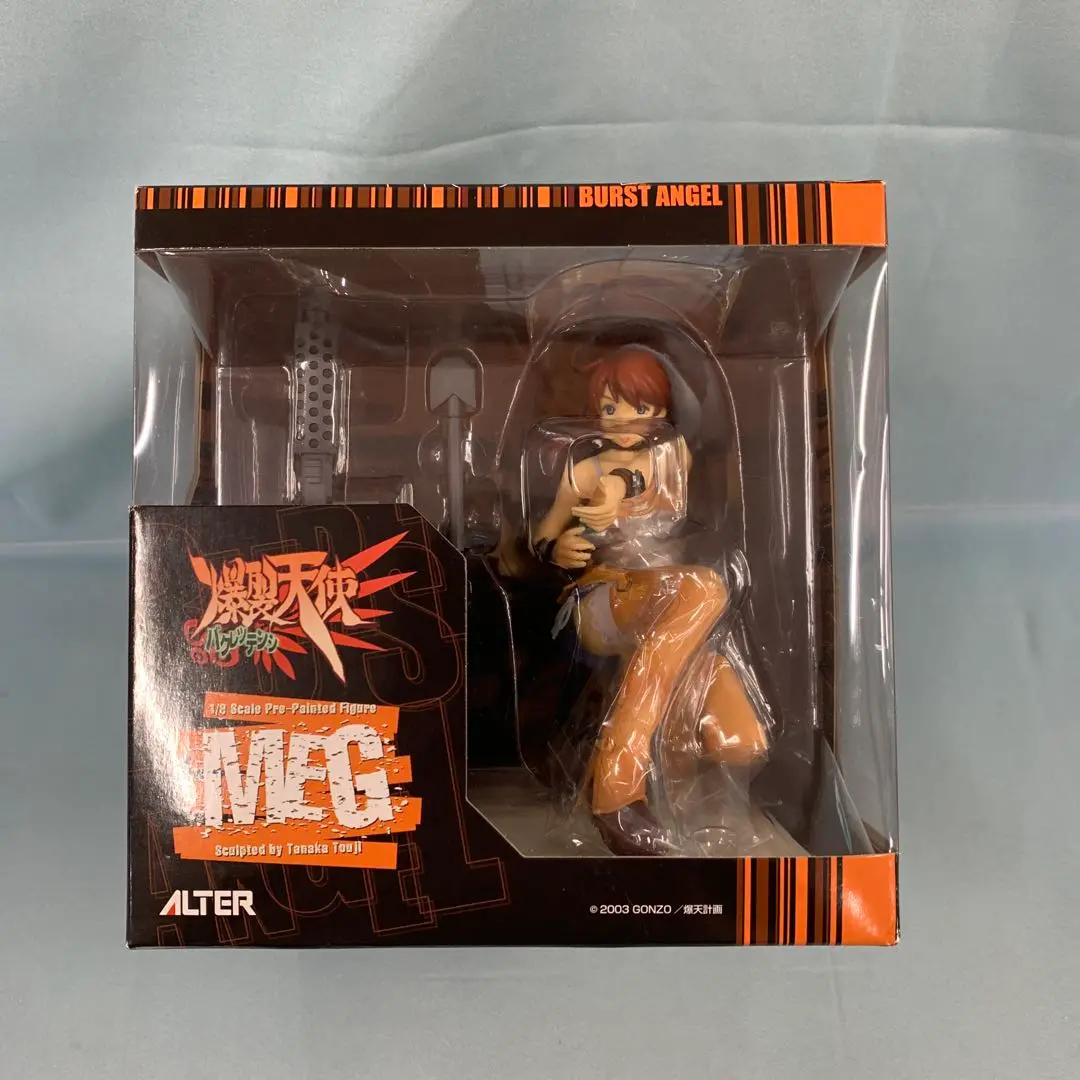 BURST ANGEL
爆裂天使
バクレツテンシ
1/8 Scale Pre-Painted Figure
MEG
Sculpted by Tanaka Touji
ALTER
© 2003 GONZO／爆天計画